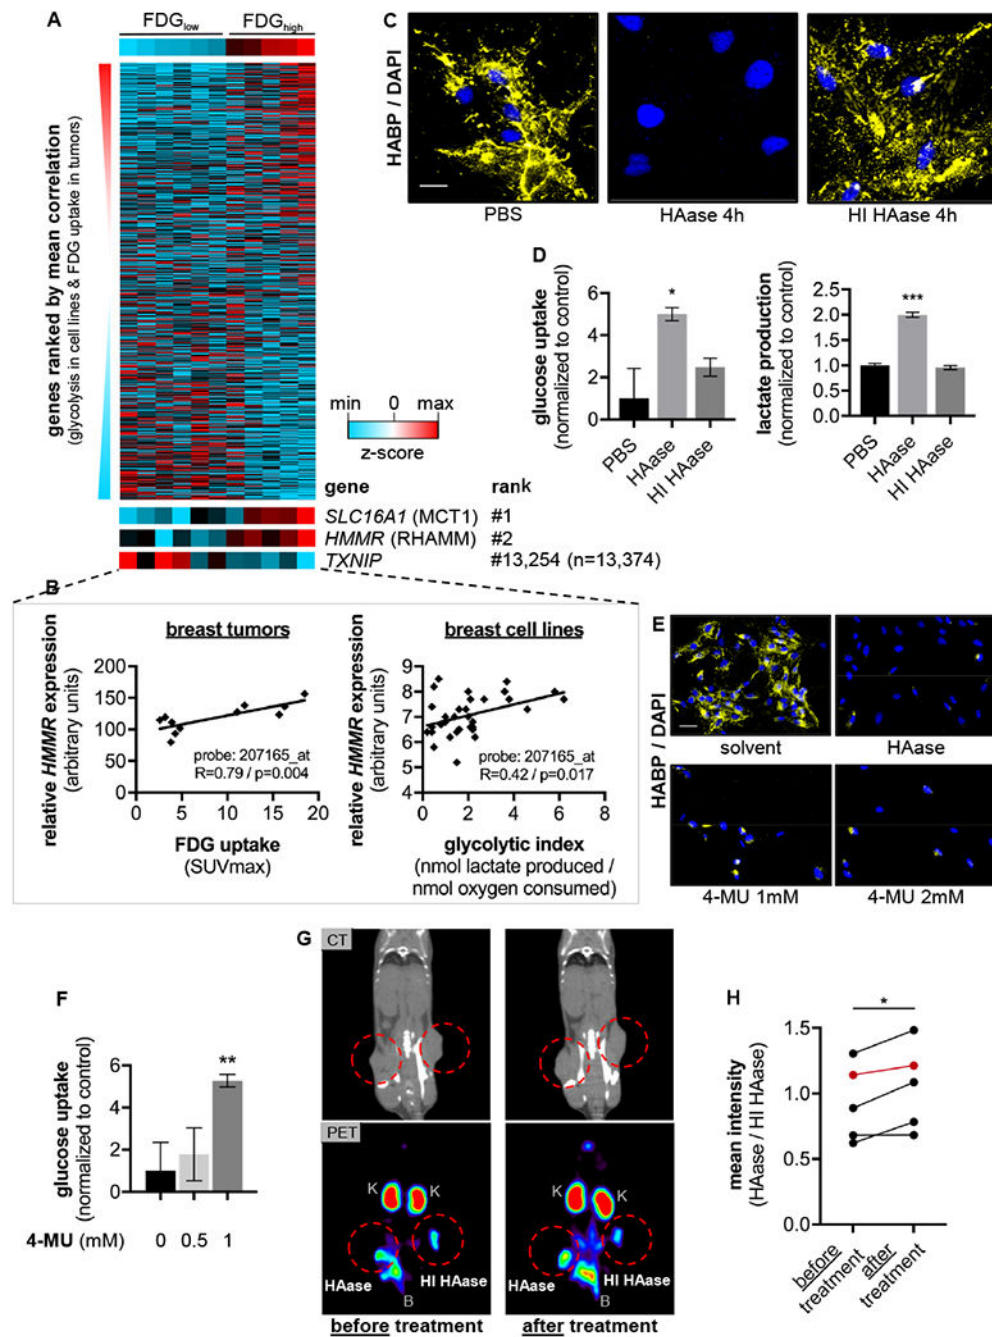 A
FDGlow
FDGhigh
genes ranked by mean correlation
(glycolysis in cell lines & FDG uptake in tumors)
min 0 max
z-score
gene rank
SLC16A1 (MCT1) #1
HMMR (RHAMM) #2
TXNIP #13,254 (n=13,374)
B
breast tumors
relative HMMR expression
(arbitrary units)
200
150
100
50
0
probe: 207165_at
R=0.79 / p=0.004
0 5 10 15 20
FDG uptake
(SUVmax)
breast cell lines
relative HMMR expression
(arbitrary units)
9
8
7
6
5
4
probe: 207165_at
R=0.42 / p=0.017
0 2 4 6 8
glycolytic index
(nmol lactate produced /
nmol oxygen consumed)
C
HABP / DAPI
PBS
HAase 4h
HI HAase 4h
D
glucose uptake
(normalized to control)
6
4
2
0
*
PBS
HAase
HI HAase
lactate production
(normalized to control)
2.5
2.0
1.5
1.0
0.5
0.0
***
PBS
HAase
HI HAase
E
HABP / DAPI
solvent
HAase
4-MU 1mM
4-MU 2mM
F
glucose uptake
(normalized to control)
6
4
2
0
**
4-MU (mM) 0 0.5 1
G
CT
PET
K K
HAase
HI HAase
B
before treatment
K K
HAase
HI HAase
B
after treatment
H
mean intensity
(HAase / HI HAase)
1.5
1.0
0.5
0.0
*
before
treatment
after
treatment